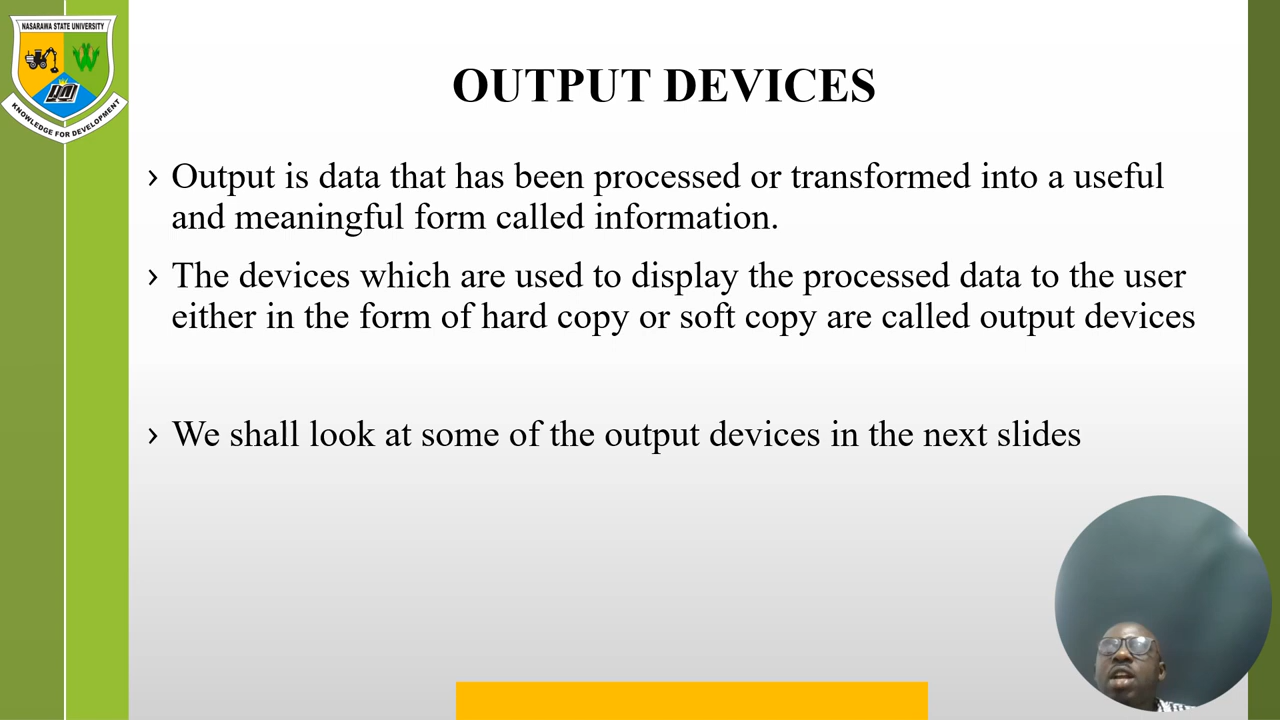 NASARAWA STATE UNIVERSITY
KNOWLEDGE FOR DEVELOPMENT
OUTPUT DEVICES
› Output is data that has been processed or transformed into a useful
and meaningful form called information.
› The devices which are used to display the processed data to the user
either in the form of hard copy or soft copy are called output devices
› We shall look at some of the output devices in the next slides